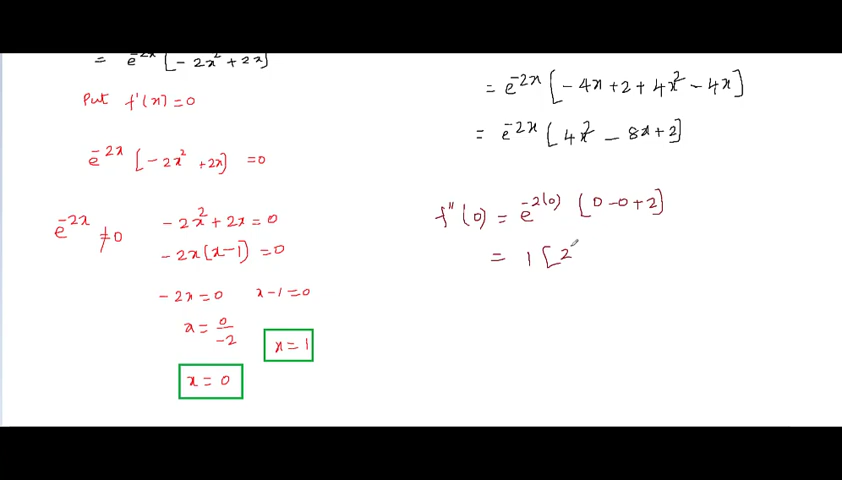 = e^{-2x} [-2x² + 2x]
Put f'(x) = 0
e^{-2x} [-2x² + 2x] = 0
e^{-2x} ≠ 0
-2x² + 2x = 0
-2x(x-1) = 0
-2x = 0 x-1 = 0
x = 0/-2
x = 1
x = 0
= e^{-2x} [-4x + 2 + 4x² - 4x]
= e^{-2x} [4x² - 8x + 2]
f''(0) = e^{-2(0)} [0 - 0 + 2]
= 1 [2